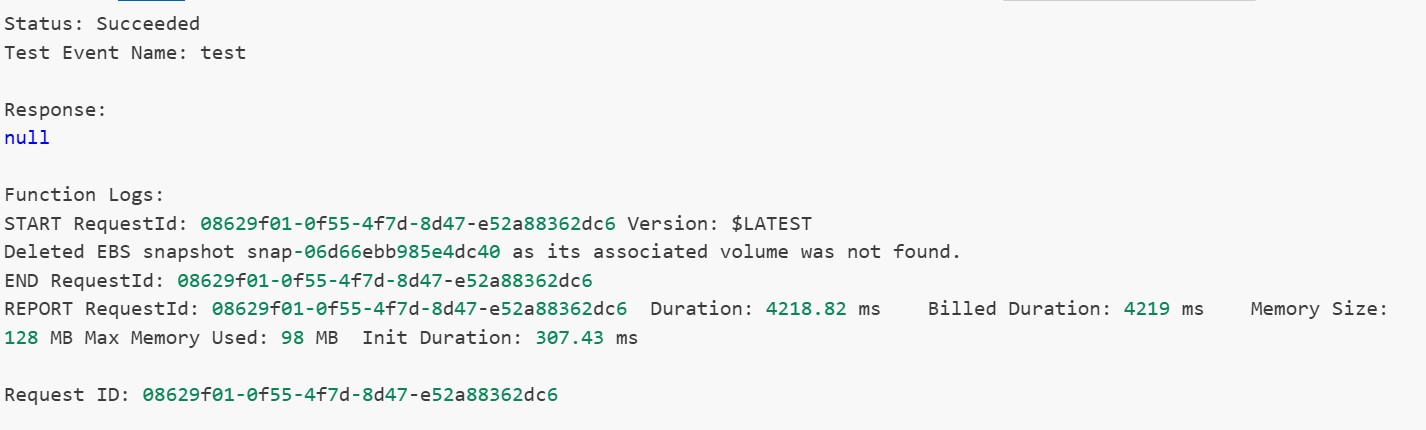 Status: Succeeded
Test Event Name: test
Response:
null
Function Logs:
START RequestId: 08629f01-0f55-4f7d-8d47-e52a88362dc6 Version: $LATEST
Deleted EBS snapshot snap-06d66ebb985e4dc40 as its associated volume was not found.
END RequestId: 08629f01-0f55-4f7d-8d47-e52a88362dc6
REPORT RequestId: 08629f01-0f55-4f7d-8d47-e52a88362dc6 Duration: 4218.82 ms Billed Duration: 4219 ms Memory Size:
128 MB Max Memory Used: 98 MB Init Duration: 307.43 ms
Request ID: 08629f01-0f55-4f7d-8d47-e52a88362dc6